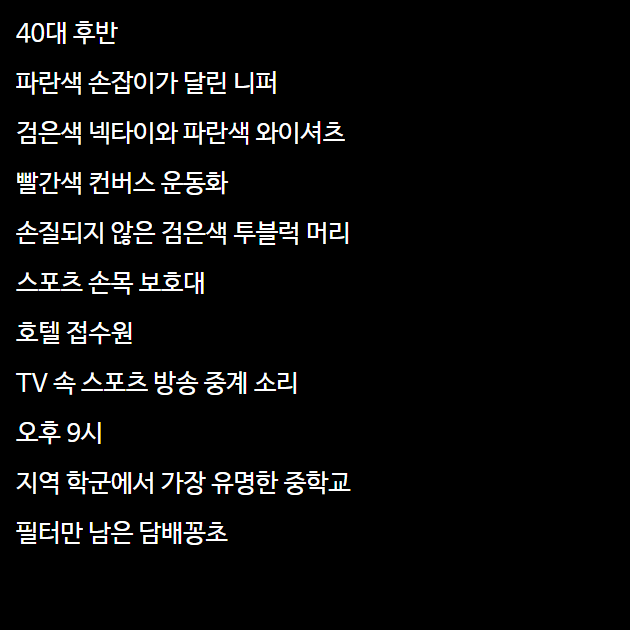 40대 후반
파란색 손잡이가 달린 니퍼
검은색 넥타이와 파란색 와이셔츠
빨간색 컨버스 운동화
손질되지 않은 검은색 투블럭 머리
스포츠 손목 보호대
호텔 접수원
TV 속 스포츠 방송 중계 소리
오후 9시
지역 학군에서 가장 유명한 중학교
필터만 남은 담배꽁초